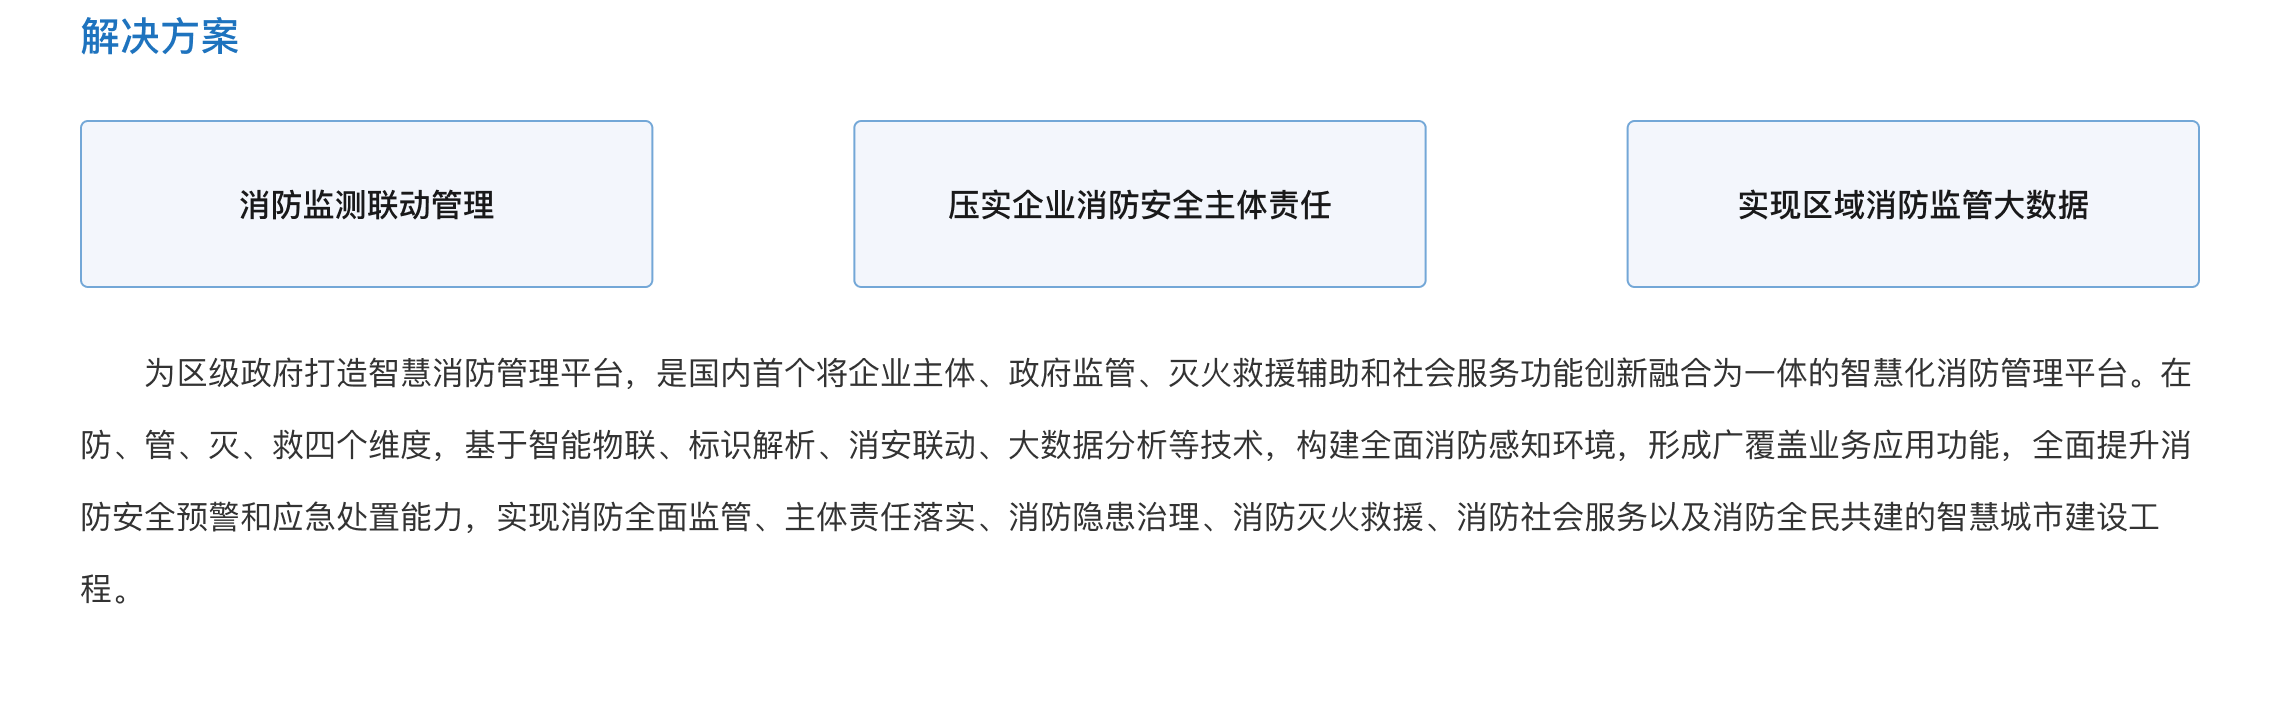 解决方案
消防监测联动管理
压实企业消防安全主体责任
实现区域消防监管大数据
为区级政府打造智慧消防管理平台，是国内首个将企业主体、政府监管、灭火救援辅助和社会服务功能创新融合为一体的智慧化消防管理平台。在
防、管、灭、救四个维度，基于智能物联、标识解析、消安联动、大数据分析等技术，构建全面消防感知环境，形成广覆盖业务应用功能，全面提升消
防安全预警和应急处置能力，实现消防全面监管、主体责任落实、消防隐患治理、消防灭火救援、消防社会服务以及消防全民共建的智慧城市建设工
程。